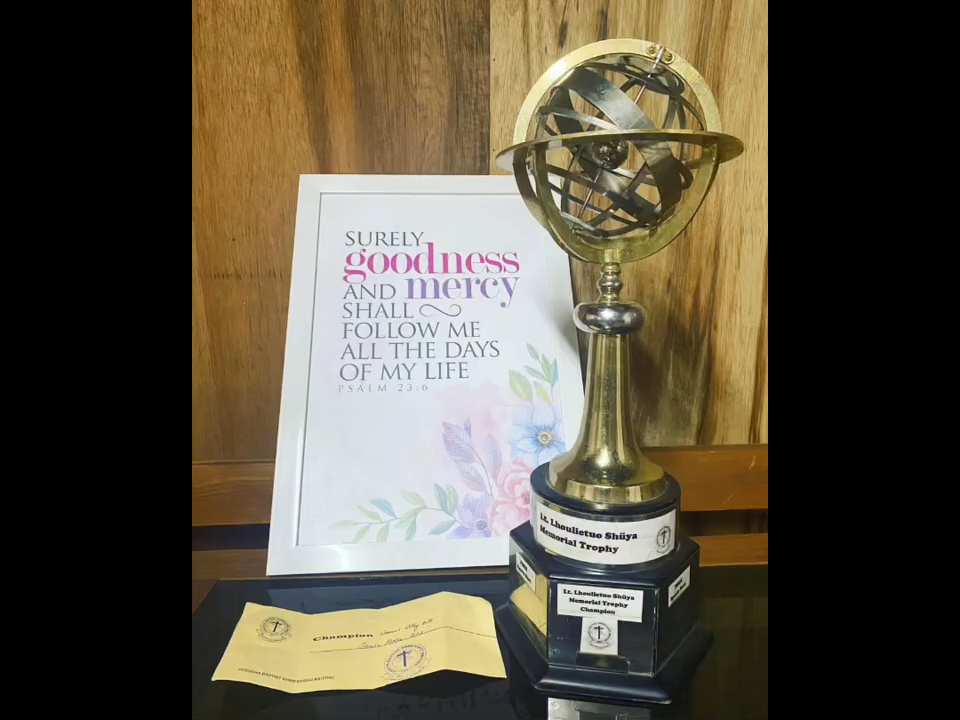 SURELY
goodness
AND mercy
SHALL
FOLLOW ME
ALL THE DAYS
OF MY LIFE
PSALM 23:6
Lt. Lhoulietuo Shüya
Memorial Trophy
Lt. Lhoulietuo Shüya
Memorial Trophy
Champion
Champion